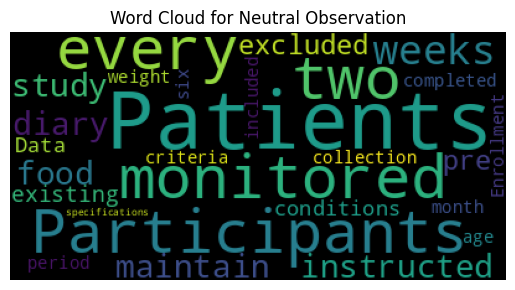 Word Cloud for Neutral Observation
every excluded weeks
study weight six included two completed
diary Patients Enrollment
Data criteria collection pre
food monitored
existing conditions month
specifications
Participants age
period maintain instructed